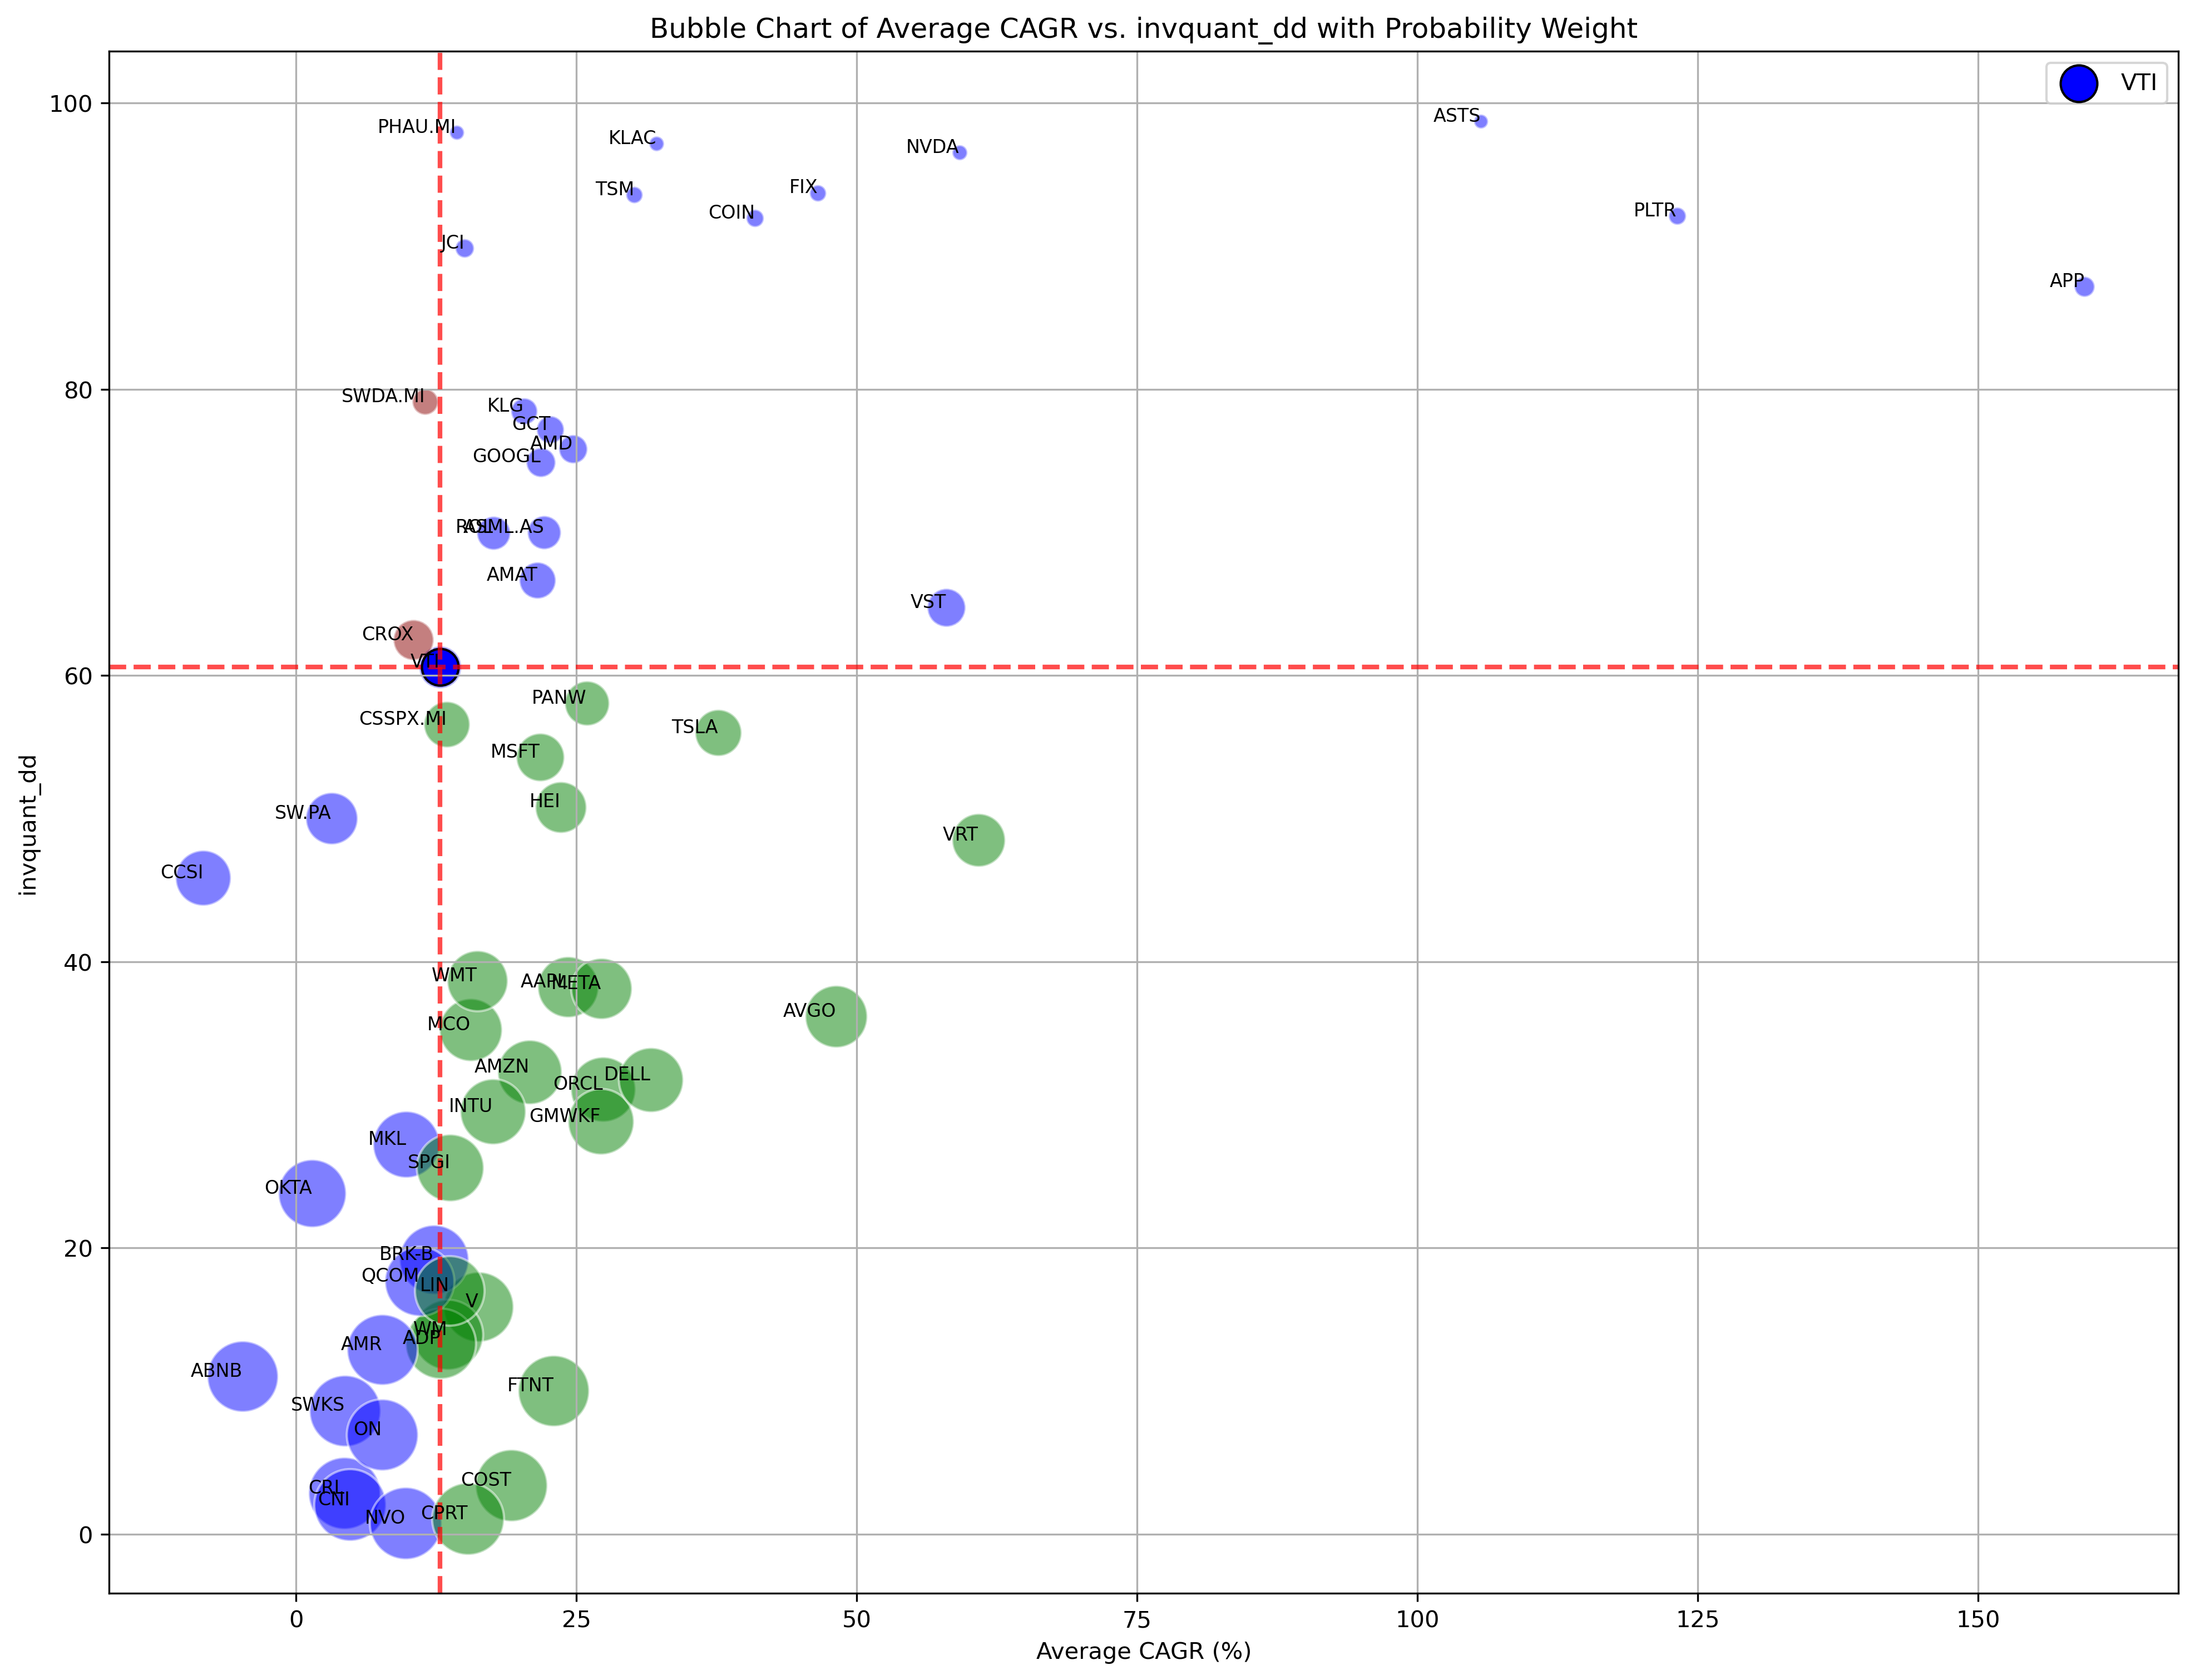 Bubble Chart of Average CAGR vs. invquant_dd with Probability Weight
VTI
100
80
60
40
20
0
invquant_dd
PHAU.MI
KLAC
NVDA
ASTS
TSM
FIX
COIN
PLTR
JCI
APP
SWDA.MI
KLG
GCT
AMD
GOOGL
ROL
ASML.AS
AMAT
VST
CROX
VTI
PANW
CSSPX.MI
TSLA
MSFT
HEI
SW.PA
VRT
CCSI
WMT
AAPL
META
AVGO
MCO
AMZN
ORCL
DELL
INTU
GMWKF
MKL
SPGI
OKTA
BRK-B
QCOM
LIN
V
WM
ADP
AMR
ABNB
FTNT
SWKS
ON
COST
CRL
CNI
NVO
CPRT
0
25
50
75
100
125
150
Average CAGR (%)